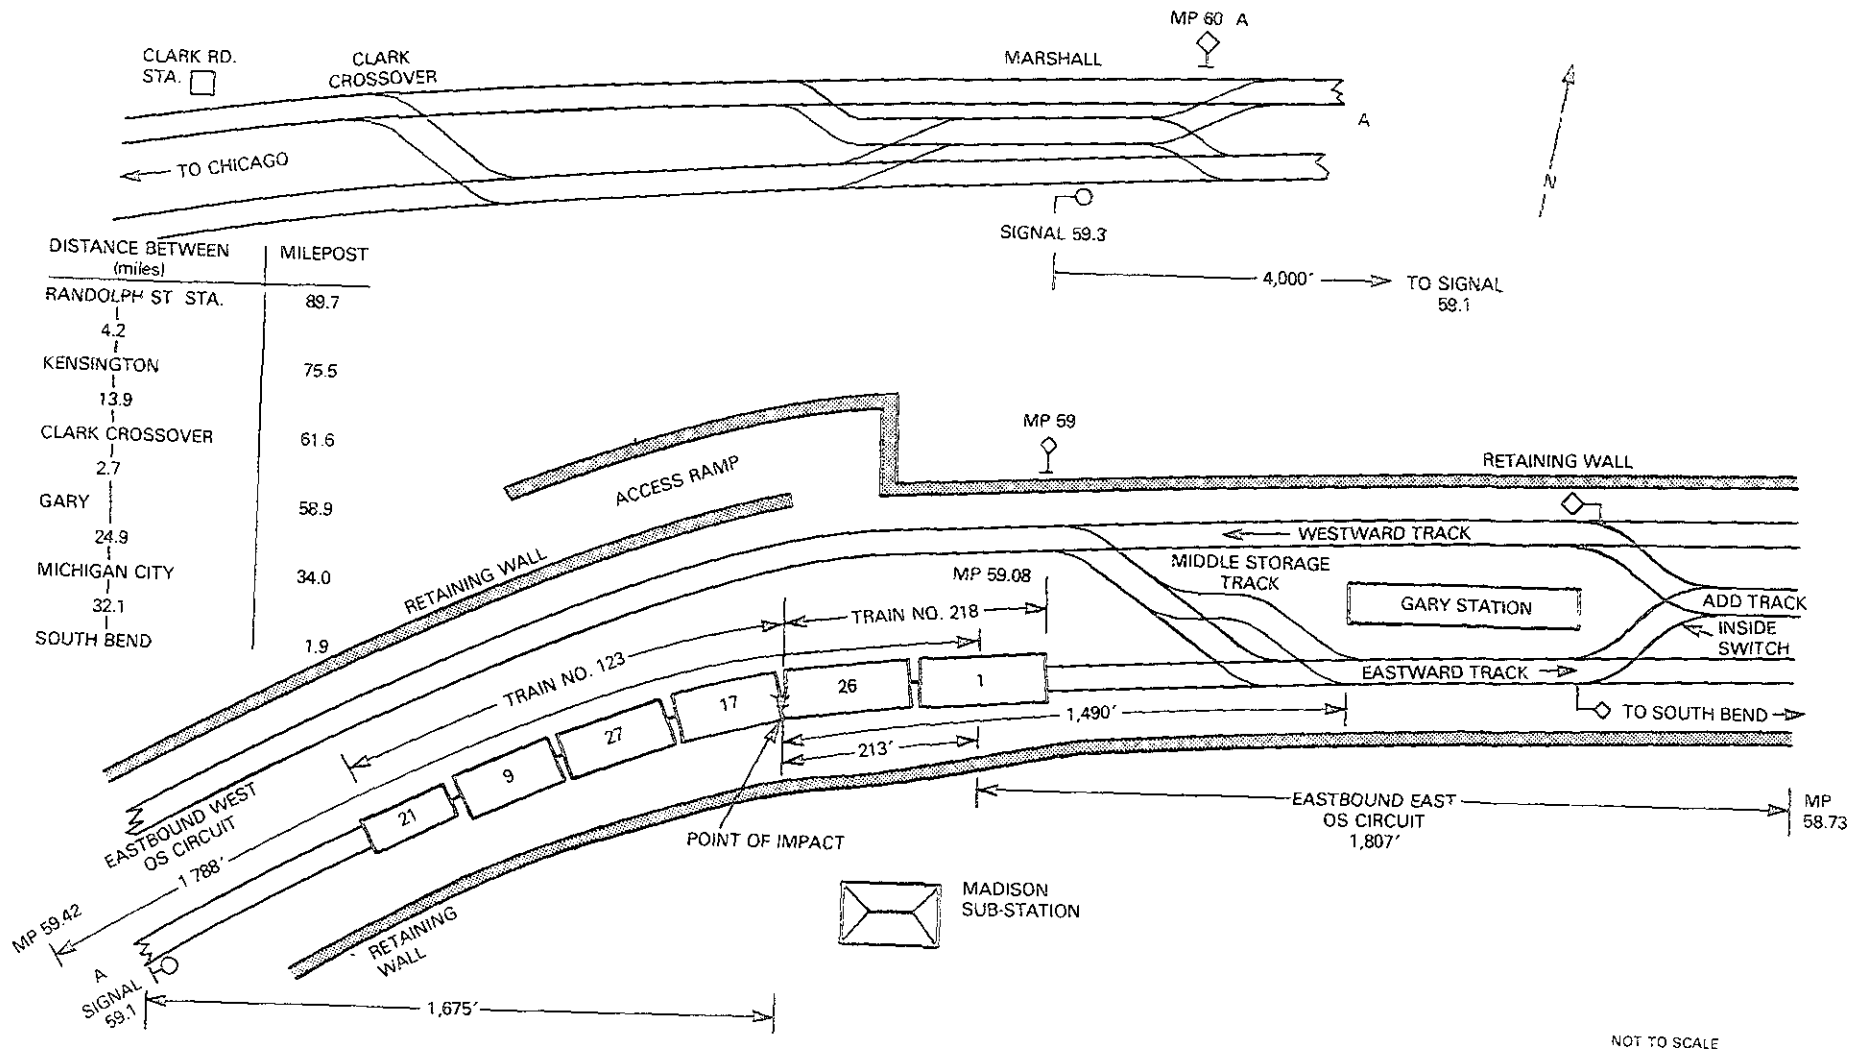 MP 60 A
CLARK RD.
STA.
CLARK
CROSSOVER
MARSHALL
A
TO CHICAGO
N
SIGNAL 59.3
4,000′
TO SIGNAL
59.1
DISTANCE BETWEEN
(miles)
MILEPOST
RANDOLPH ST STA.
89.7
4.2
KENSINGTON
75.5
13.9
CLARK CROSSOVER
61.6
2.7
GARY
58.9
24.9
MICHIGAN CITY
34.0
32.1
SOUTH BEND
1.9
ACCESS RAMP
RETAINING WALL
MP 59
RETAINING WALL
WESTWARD TRACK
MIDDLE STORAGE
TRACK
MP 59.08
GARY STATION
ADD TRACK
INSIDE
SWITCH
TRAIN NO. 218
TRAIN NO. 123
EASTWARD TRACK
21
9
27
17
26
1
1,490′
TO SOUTH BEND
213′
EASTBOUND WEST
OS CIRCUIT
1 788′
POINT OF IMPACT
EASTBOUND EAST
OS CIRCUIT
1,807′
MP
58.73
MP 59.42
A
SIGNAL
59.1
RETAINING
WALL
MADISON
SUB-STATION
1,675′
NOT TO SCALE